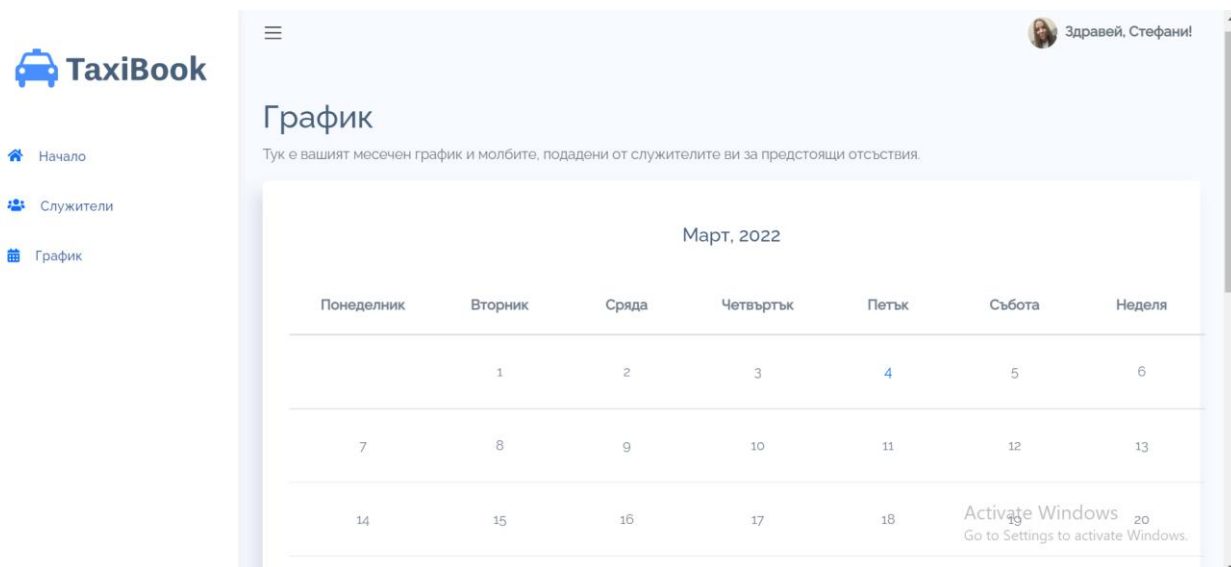 TaxiBook
Здравей, Стефани!
Начало
Служители
График
График
Тук е вашият месечен график и молбите, подадени от служителите ви за предстоящи отсъствия.
Март, 2022
Понеделник Вторник Сряда Четвъртък Петък Събота Неделя
1 2 3 4 5 6
7 8 9 10 11 12 13
14 15 16 17 18 19 20
Activate Windows
Go to Settings to activate Windows.